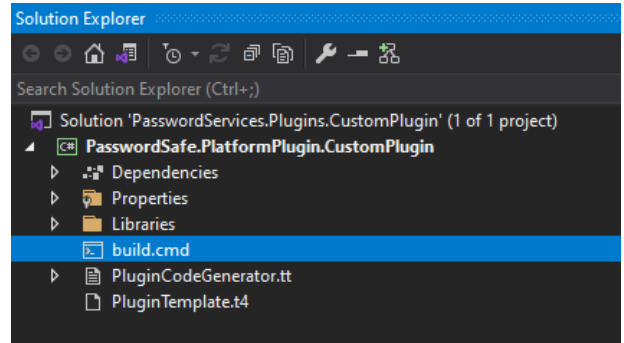 Solution Explorer
Search Solution Explorer (Ctrl+;)
Solution 'PasswordServices.Plugins.CustomPlugin' (1 of 1 project)
C# PasswordSafe.PlatformPlugin.CustomPlugin
Dependencies
Properties
Libraries
build.cmd
PluginCodeGenerator.tt
PluginTemplate.t4